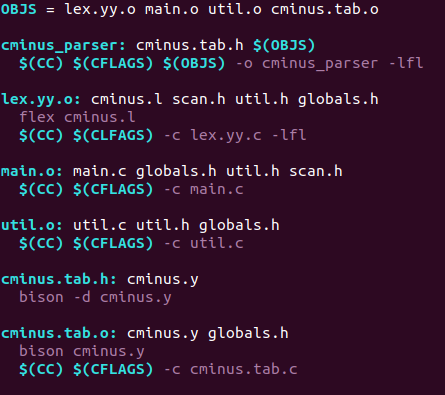 OBJS = lex.yy.o main.o util.o cminus.tab.o
cminus_parser: cminus.tab.h $(OBJS)
$(CC) $(CFLAGS) $(OBJS) -o cminus_parser -lfl
lex.yy.o: cminus.l scan.h util.h globals.h
flex cminus.l
$(CC) $(CLFAGS) -c lex.yy.c -lfl
main.o: main.c globals.h util.h scan.h
$(CC) $(CFLAGS) -c main.c
util.o: util.c util.h globals.h
$(CC) $(CFLAGS) -c util.c
cminus.tab.h: cminus.y
bison -d cminus.y
cminus.tab.o: cminus.y globals.h
bison cminus.y
$(CC) $(CFLAGS) -c cminus.tab.c